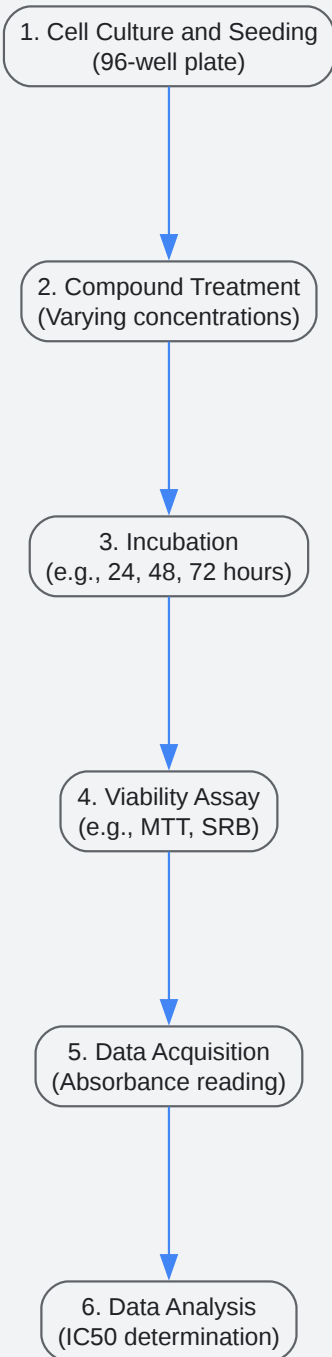 1. Cell Culture and Seeding
(96-well plate)
2. Compound Treatment
(Varying concentrations)
3. Incubation
(e.g., 24, 48, 72 hours)
4. Viability Assay
(e.g., MTT, SRB)
5. Data Acquisition
(Absorbance reading)
6. Data Analysis
(IC50 determination)